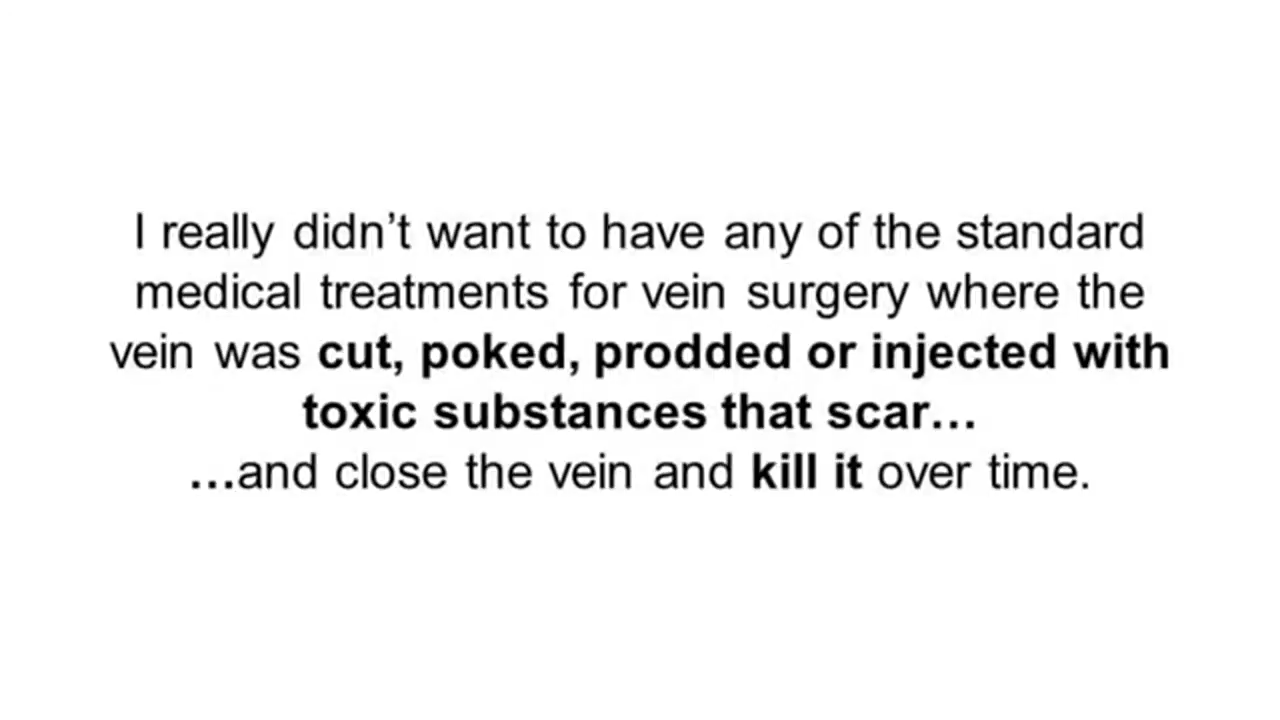 I really didn’t want to have any of the standard
medical treatments for vein surgery where the
vein was cut, poked, prodded or injected with
toxic substances that scar…
…and close the vein and kill it over time.